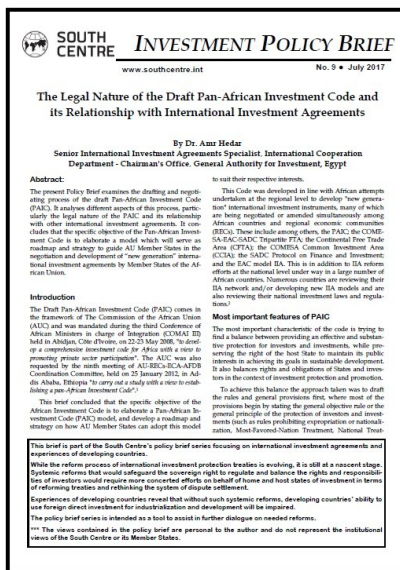 SOUTH
CENTRE
INVESTMENT POLICY BRIEF
www.southcentre.int
No. 9 ● July 2017
The Legal Nature of the Draft Pan-African Investment Code and
its Relationship with International Investment Agreements
By Dr. Amr Hedar
Senior International Investment Agreements Specialist, International Cooperation
Department - Chairman's Office, General Authority for Investment, Egypt
Abstract:
The present Policy Brief examines the drafting and negoti-
ating process of the draft Pan-African Investment Code
(PAIC). It analyses different aspects of this process, partic-
ularly the legal nature of the PAIC and its relationship
with other international investment agreements. It con-
cludes that the specific objective of the Pan-African Invest-
ment Code is to elaborate a model which will serve as
roadmap and strategy to guide AU Member States in the
negotiation and development of "new generation" interna-
tional investment agreements by Member States of the Af-
rican Union.
Introduction
The Draft Pan-African Investment Code (PAIC) comes in
the framework of The Commission of the African Union
(AUC) and was mandated during the third Conference of
African Ministers in charge of Integration (COMAI III)
held in Abidjan, Côte d'Ivoire, on 22-23 May 2008, "to devel-
op a comprehensive investment code for Africa with a view to
promoting private sector participation". The AUC was also
requested by the ninth meeting of AU-RECs-ECA-AFDB
Coordination Committee, held on 25 January 2012, in Ad-
dis Ababa, Ethiopia "to carry out a study with a view to estab-
lishing a pan-African Investment Code".¹
This brief concluded that the specific objective of the
African Investment Code is to elaborate a Pan-African In-
vestment Code (PAIC) model, and develop a roadmap and
strategy on how AU Member States can adopt this model
to suit their respective interests.
This Code was developed in line with African attempts
undertaken at the regional level to develop "new genera-
tion" international investment instruments, many of which
are being negotiated or amended simultaneously among
African countries and regional economic communities
(RECs). These include among others, the PAIC; the COME-
SA-EAC-SADC Tripartite FTA; the Continental Free Trade
Area (CFTA); the COMESA Common Investment Area
(CCIA); the SADC Protocol on Finance and Investment;
and the EAC model IIA. This is in addition to IIA reform
efforts at the national level under way in a large number of
African countries. Numerous countries are reviewing their
IIA network and/or developing new IIA models and are
also reviewing their national investment laws and regula-
tions.²
Most important features of PAIC
The most important characteristic of the code is trying to
find a balance between providing an effective and substan-
tive protection for investors and investments, while pre-
serving the right of the host State to maintain its public
interests in achieving its goals in sustainable development.
It also balances rights and obligations of States and inves-
tors in the context of investment protection and promotion.
To achieve this balance the approach taken was to draft
the rules and general provisions first, where most of the
provisions begin by stating the general objective rule or the
general principle of the protection of investors and invest-
ments (such as rules prohibiting expropriation or nationali-
zation, Most-Favored-Nation Treatment, National Treat-
This brief is part of the South Centre's policy brief series focusing on international investment agreements and
experiences of developing countries.
While the reform process of international investment protection treaties is evolving, it is still at a nascent stage.
Systemic reforms that would safeguard the sovereign right to regulate and balance the rights and responsibili-
ties of investors would require more concerted efforts on behalf of home and host states of investment in terms
of reforming treaties and rethinking the system of dispute settlement.
Experiences of developing countries reveal that without such systemic reforms, developing countries' ability to
use foreign direct investment for industrialization and development will be impaired.
The policy brief series is intended as a tool to assist in further dialogue on needed reforms.
*** The views contained in the policy brief are personal to the author and do not represent the institutional
views of the South Centre or its Member States.